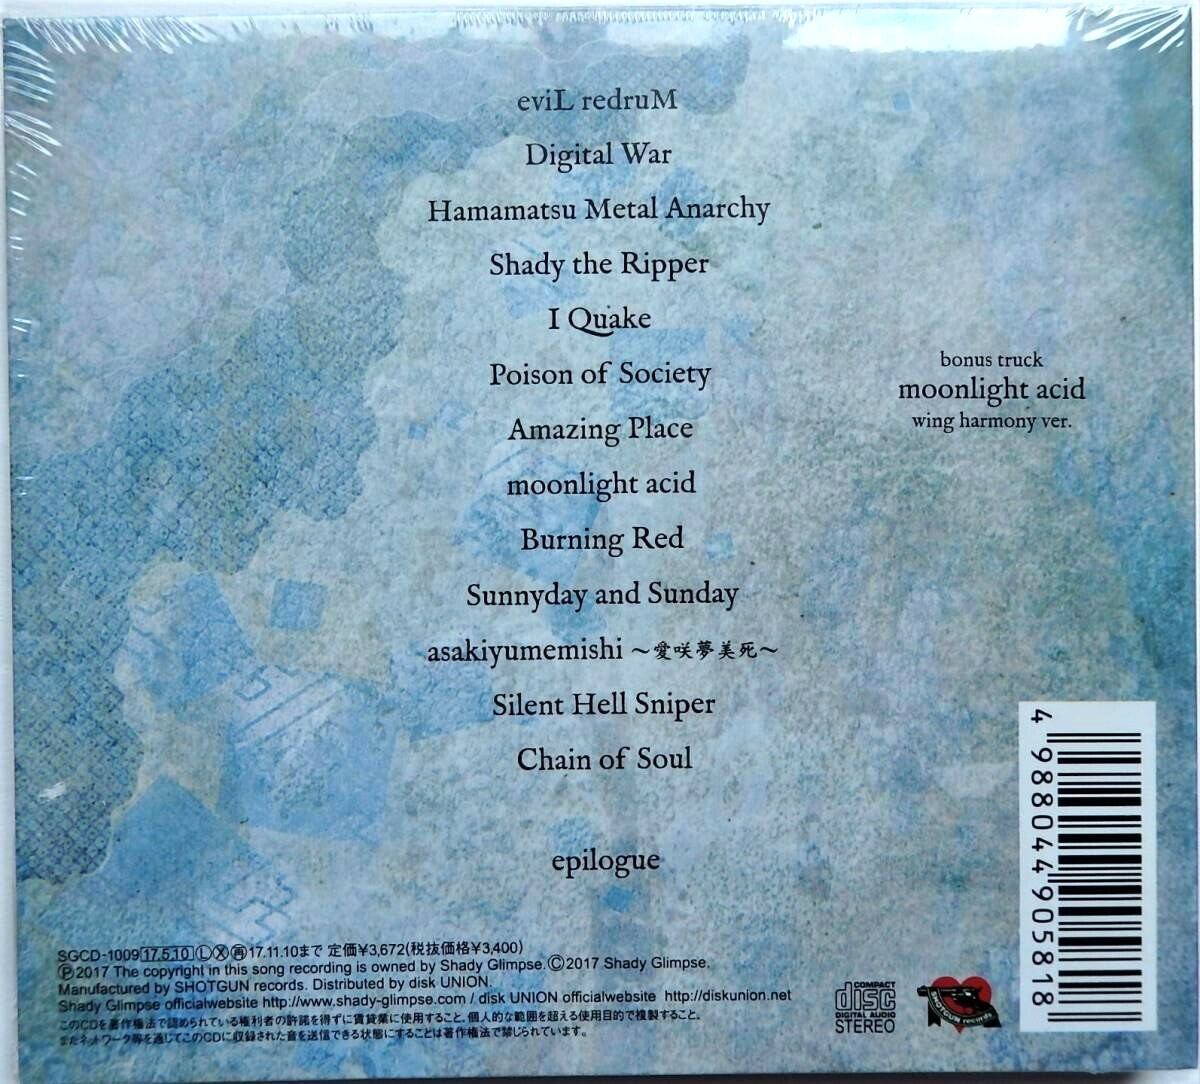 eviL redruM
Digital War
Hamamatsu Metal Anarchy
Shady the Ripper
I Quake
Poison of Society
Amazing Place
moonlight acid
Burning Red
Sunnyday and Sunday
asakiyumemishi ～愛咲夢美死～
Silent Hell Sniper
Chain of Soul
epilogue
bonus truck
moonlight acid
wing harmony ver.
SGCD-1009 17.5.10 Ⓛ Ⓧ 再 17.11.10まで 定価¥3,672(税抜価格¥3,400)
Ⓟ2017 The copyright in this song recording is owned by Shady Glimpse.Ⓒ2017 Shady Glimpse.
Manufactured by SHOTGUN records. Distributed by disk UNION.
Shady Glimpse officialwebsite http://www.shady-glimpse.com / disk UNION officialwebsite http://diskunion.net
このCDを著作権法で認められている権利者の許諾を得ずに賃貸業に使用すること、個人的な範囲を超える使用目的で複製すること、
またネットワーク等を通じてこのCDに収録された音を送信できる状態にすることは著作権法で禁じられています。
COMPACT
disc
DIGITAL AUDIO
STEREO
SHOTGUN records
4988044905818